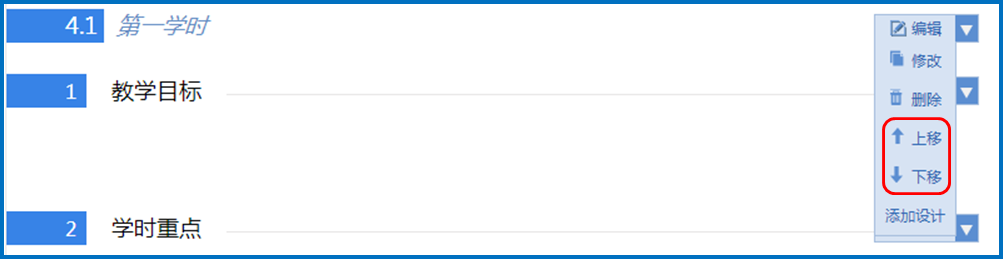 4.1 第一学时
编辑
修改
1 教学目标
删除
上移
下移
添加设计
2 学时重点